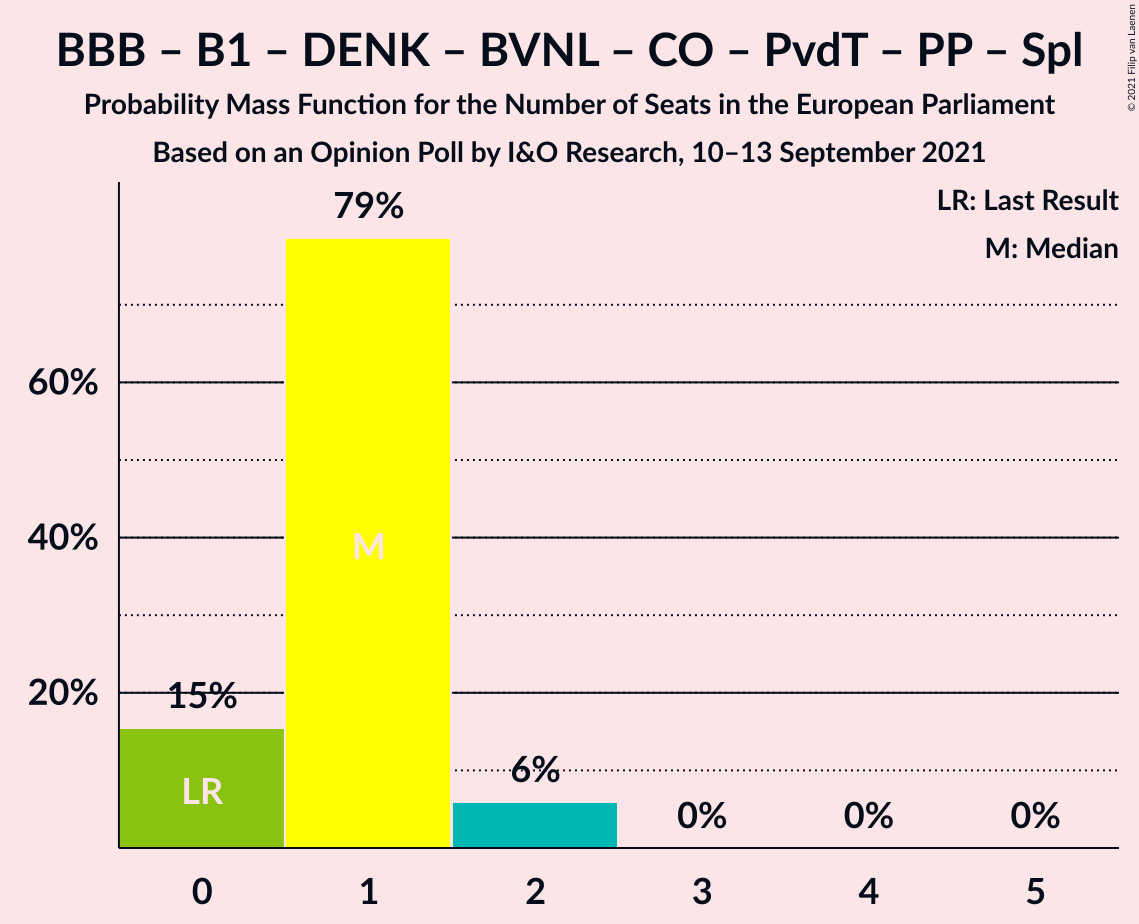 BBB – B1 – DENK – BVNL – CO – PvdT – PP – Spl
Probability Mass Function for the Number of Seats in the European Parliament
Based on an Opinion Poll by I&O Research, 10–13 September 2021
© 2021 Filip van Laenen
LR: Last Result
M: Median
79%
60%
40%
M
20%
15%
LR
6%
0%
0%
0%
0
1
2
3
4
5